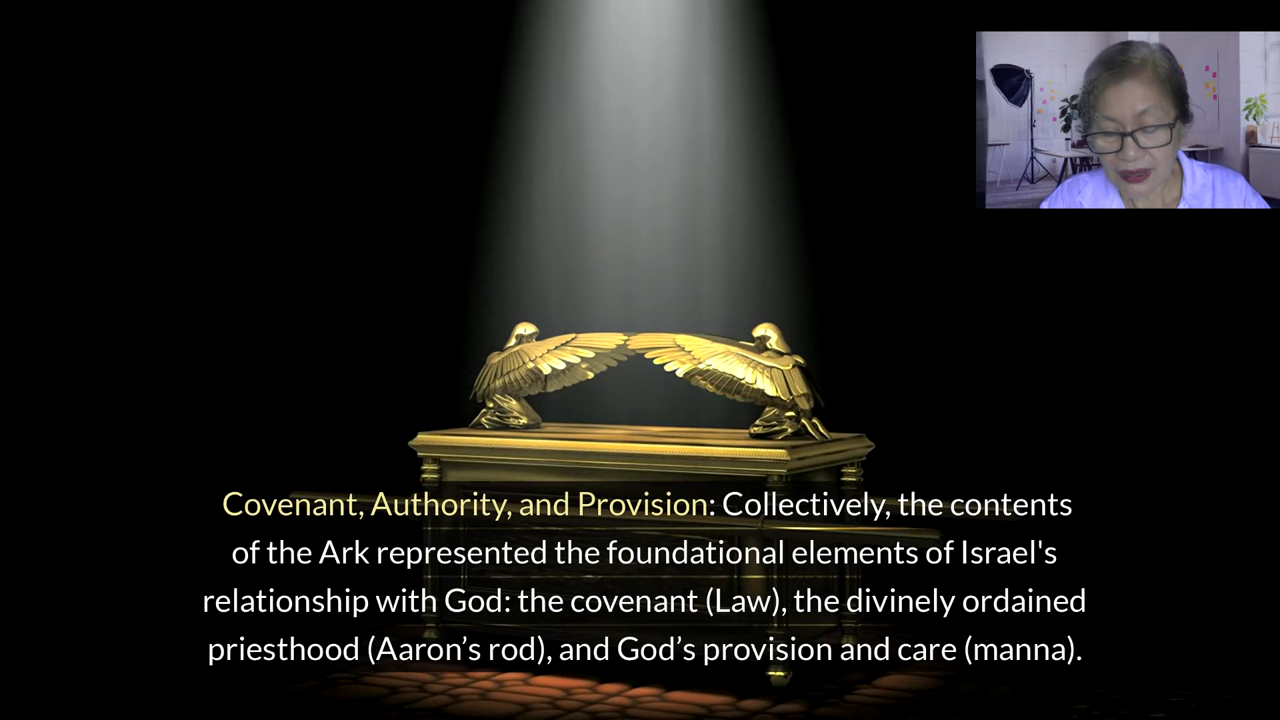 Covenant, Authority, and Provision: Collectively, the contents
of the Ark represented the foundational elements of Israel's
relationship with God: the covenant (Law), the divinely ordained
priesthood (Aaron’s rod), and God’s provision and care (manna).